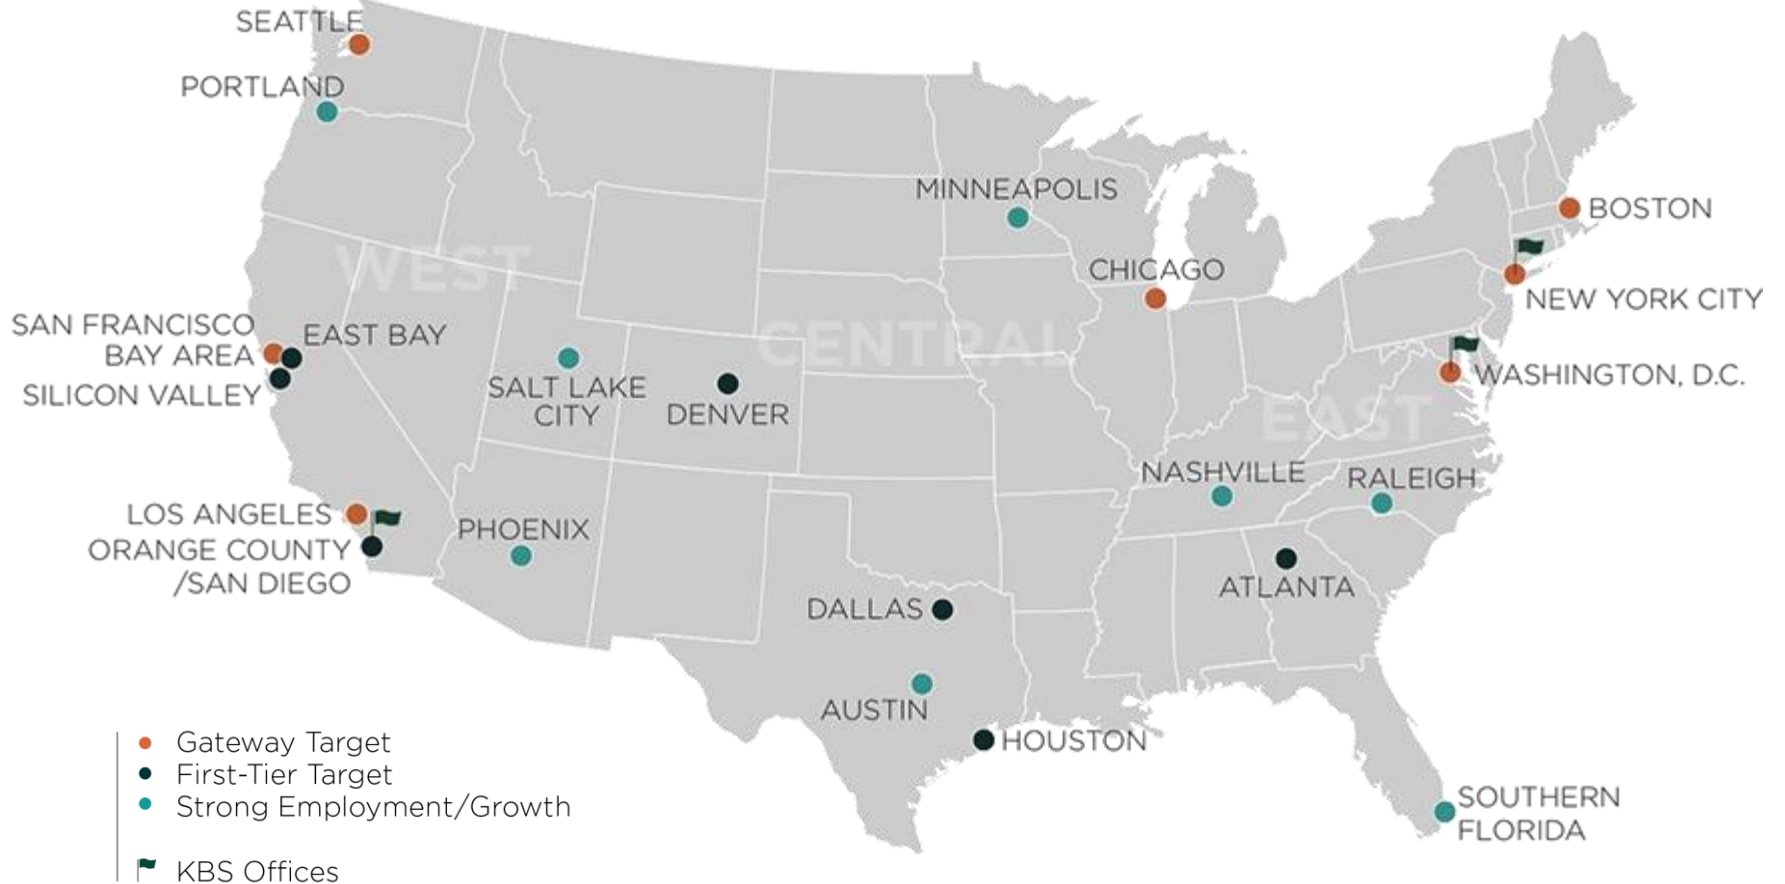 SEATTLE
PORTLAND
MINNEAPOLIS
BOSTON
WEST
CHICAGO
NEW YORK CITY
SAN FRANCISCO
BAY AREA
EAST BAY
SILICON VALLEY
CENTRAL
SALT LAKE
CITY
DENVER
WASHINGTON, D.C.
EAST
NASHVILLE
RALEIGH
LOS ANGELES
ORANGE COUNTY
/SAN DIEGO
PHOENIX
ATLANTA
DALLAS
AUSTIN
HOUSTON
SOUTHERN
FLORIDA
Gateway Target
First-Tier Target
Strong Employment/Growth
KBS Offices